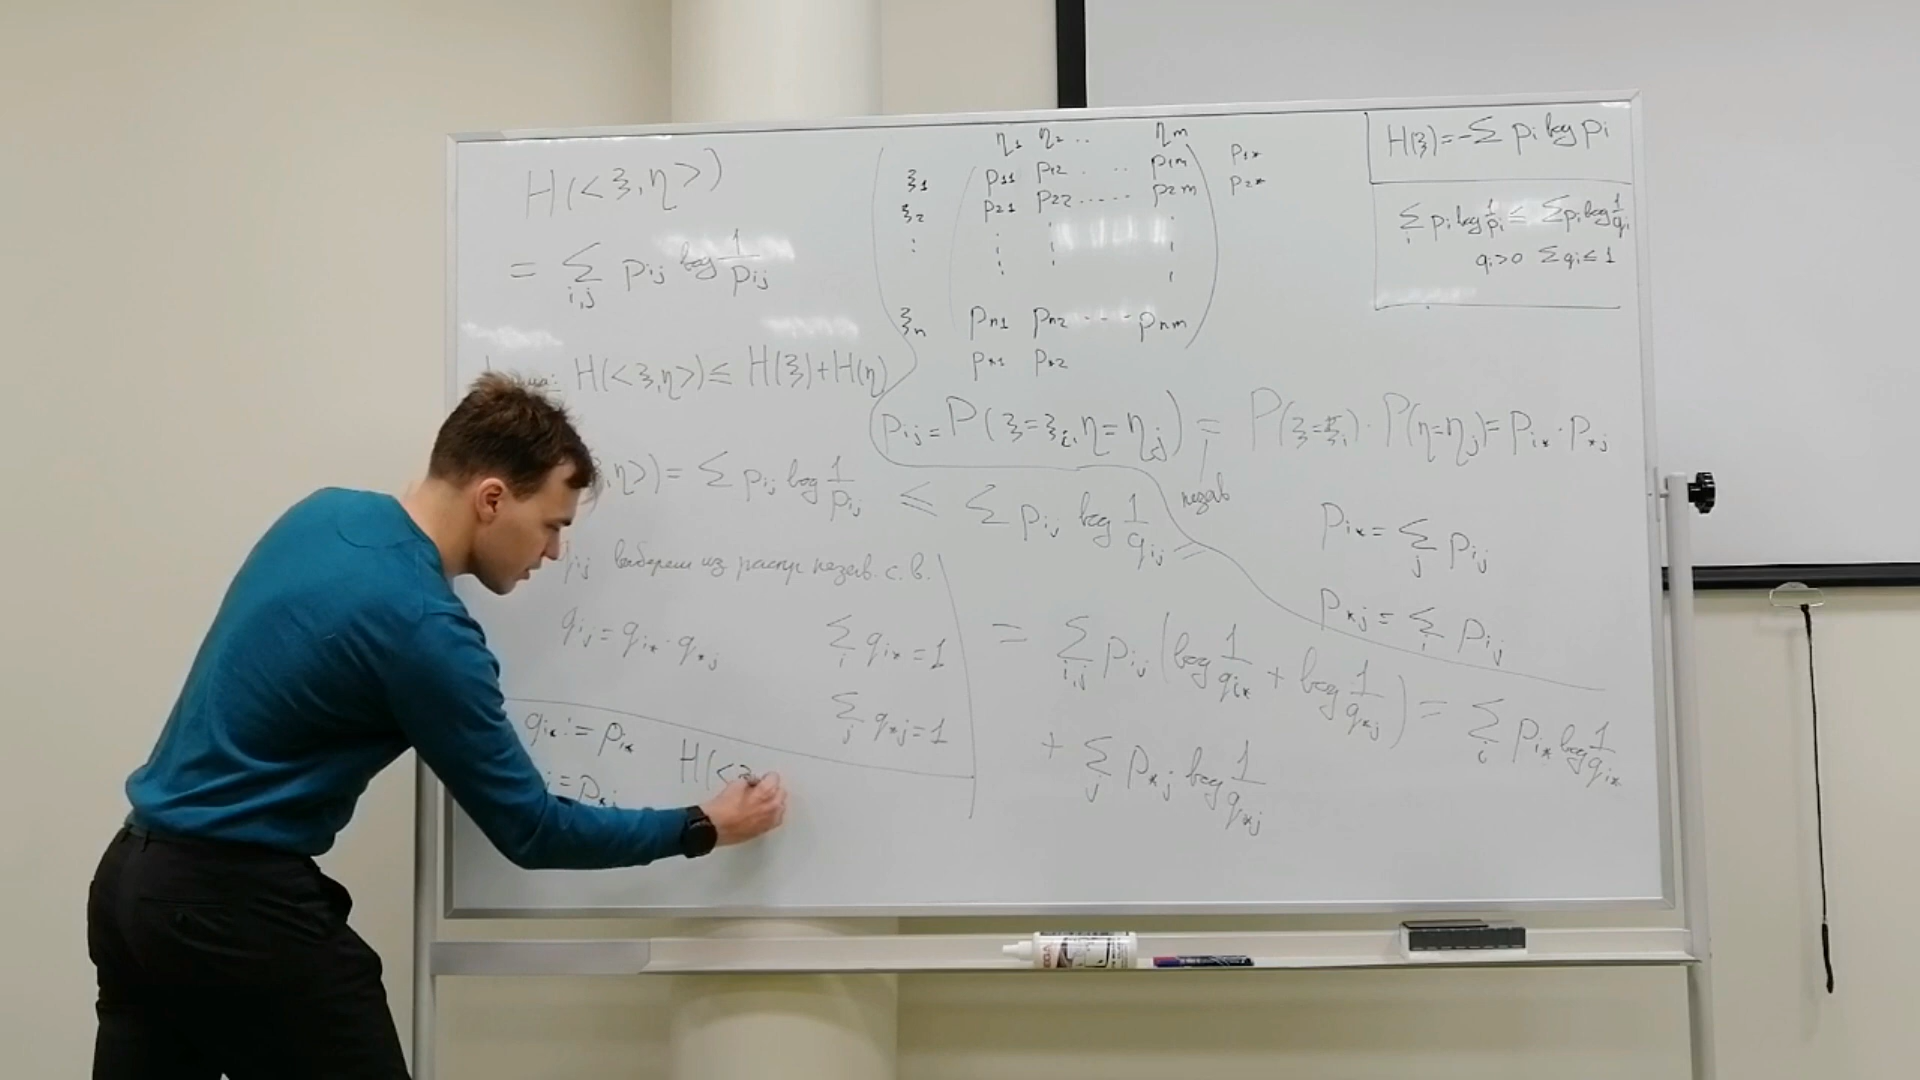 H(<ξ,η>)
= Σ i,j pij log 1/pij
H(<ξ,η>) ≤ H(ξ)+H(η)
,η>) = Σ pij log 1/pij ≤ Σ pij log 1/qij =
qij выберем из распр незав. с. в.
qij = qi* · q*j
Σ i qi* = 1
Σ j q*j = 1
qi* := pi*
j = p*j
H(<ξ
η1 η2 .. ηm
ξ1 p11 p12 . .. p1m p1*
ξ2 p21 p22 ..... p2m p2*
ξn pn1 pn2 --- pnm
p*1 p*2
pij = P(ξ=ξi, η=ηj) = P(ξ=ξi) · P(η=ηj) = pi* · p*j
незав
pi* = Σ j pij
p*j = Σ i pij
= Σ i,j pij (log 1/qi* + log 1/q*j) = Σ i pi* log 1/qi*
+ Σ j p*j log 1/q*j
H(ξ) = -Σ pi log pi
Σ i pi log 1/pi ≤ Σ pi log 1/qi
qi>0 Σqi ≤ 1